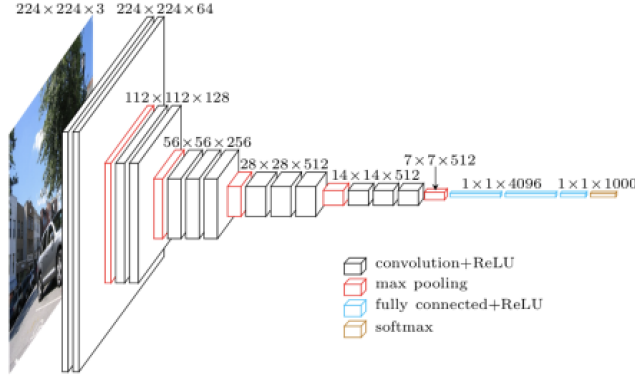 224×224×3 224×224×64
112×112×128
56×56×256
28×28×512
14×14×512
7×7×512
1×1×4096 1×1×1000
convolution+ReLU
max pooling
fully connected+ReLU
softmax